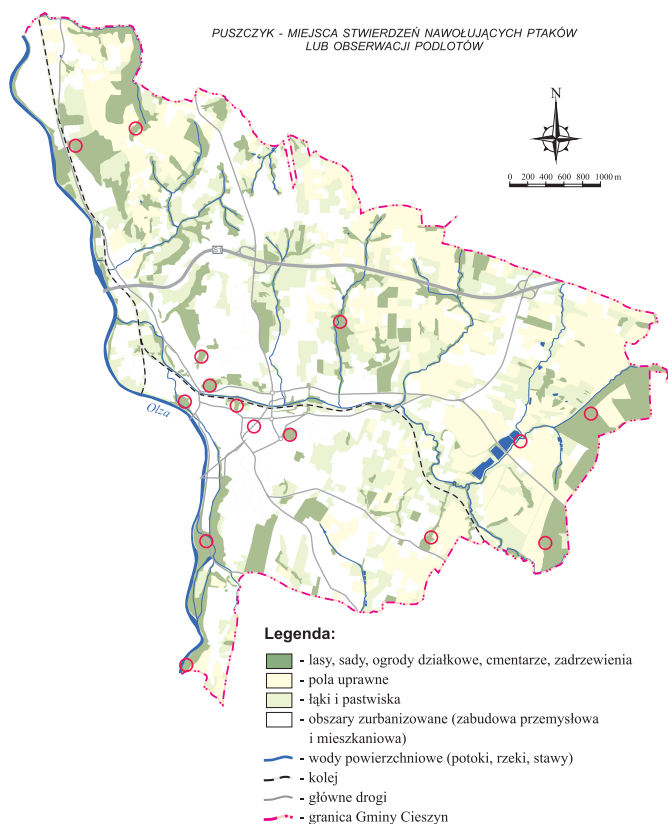 PUSZCZYK - MIEJSCA STWIERDZEŃ NAWOŁUJĄCYCH PTAKÓW
LUB OBSERWACJI PODLOTÓW
N
0 200 400 600 800 1000 m
S1
Olza
Legenda:
- lasy, sady, ogrody działkowe, cmentarze, zadrzewienia
- pola uprawne
- łąki i pastwiska
- obszary zurbanizowane (zabudowa przemysłowa
i mieszkaniowa)
- wody powierzchniowe (potoki, rzeki, stawy)
- kolej
- główne drogi
- granica Gminy Cieszyn